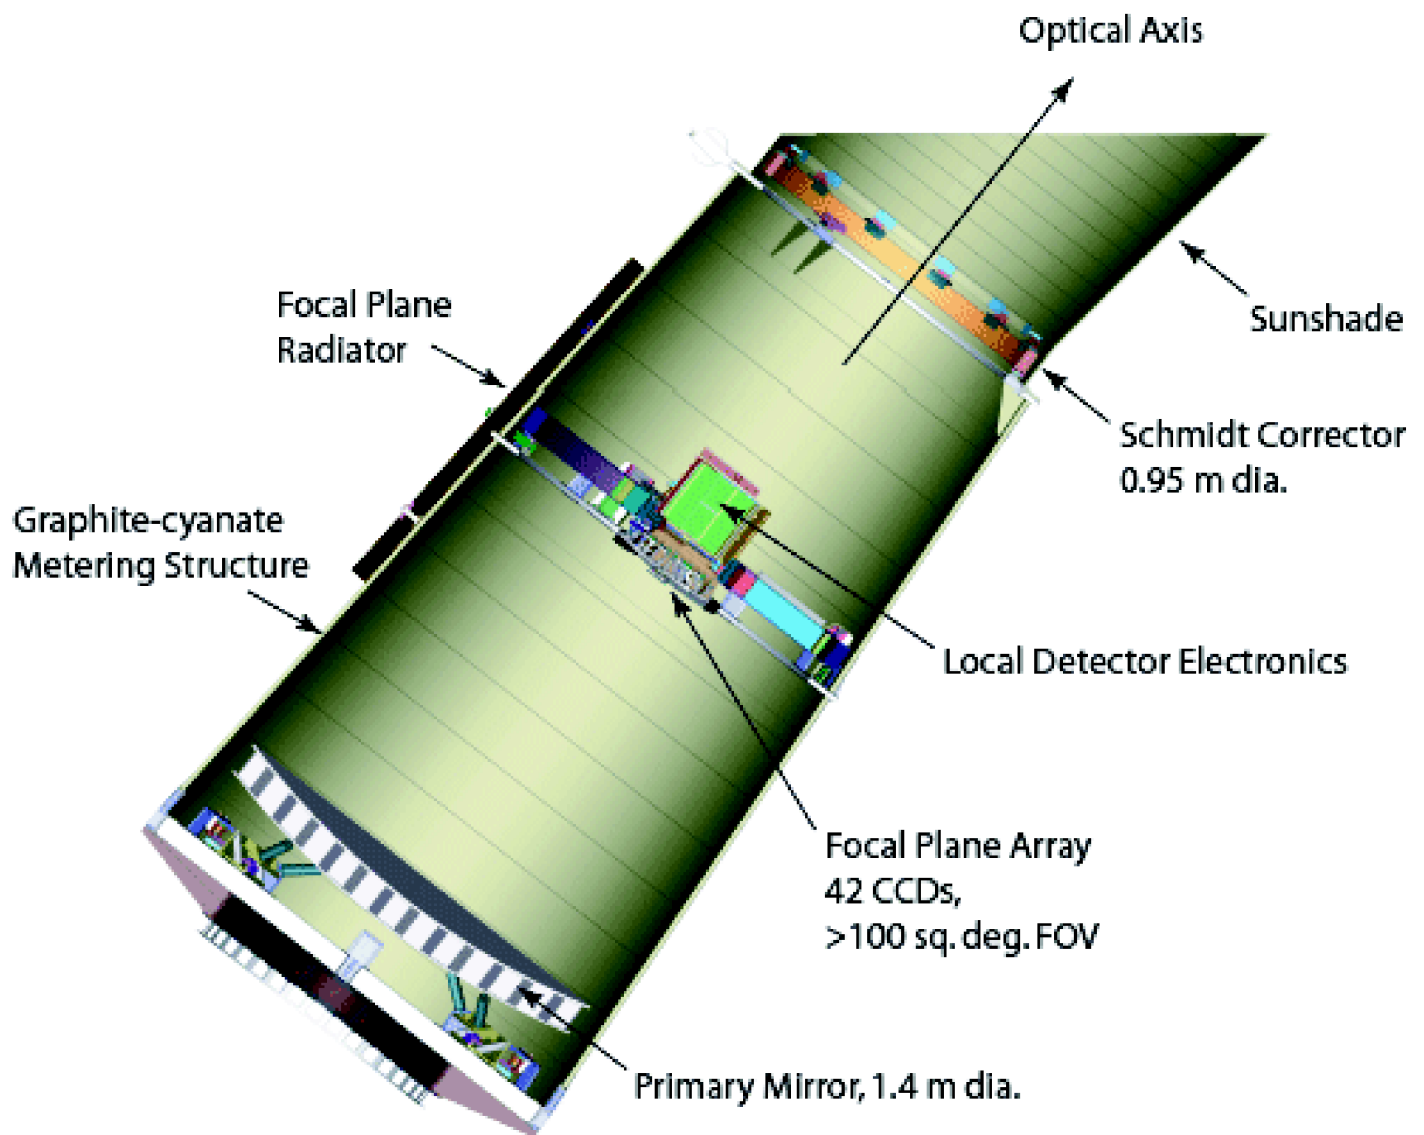 Optical Axis
Focal Plane
Radiator
Sunshade
Schmidt Corrector
0.95 m dia.
Graphite-cyanate
Metering Structure
Local Detector Electronics
Focal Plane Array
42 CCDs,
>100 sq. deg. FOV
Primary Mirror, 1.4 m dia.